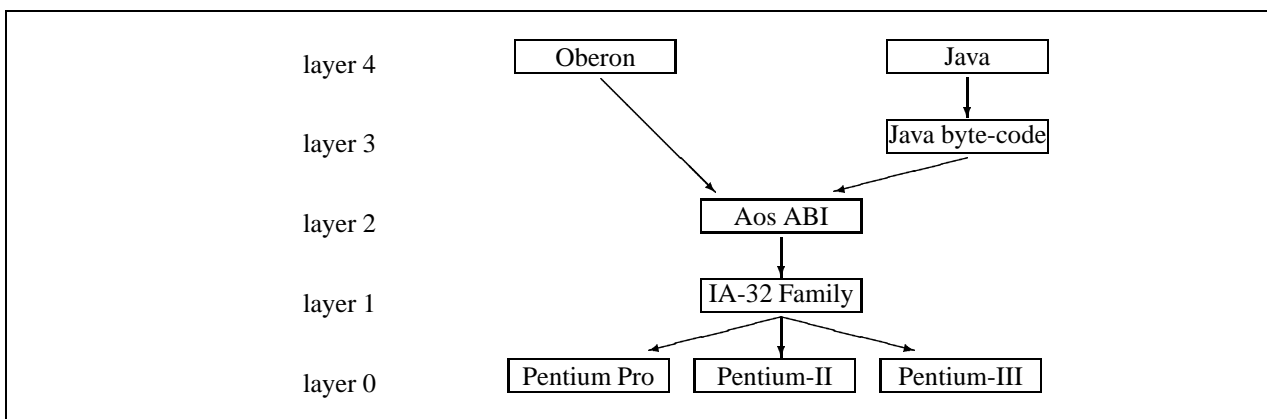 layer 4 Oberon Java
layer 3 Java byte-code
layer 2 Aos ABI
layer 1 IA-32 Family
layer 0 Pentium Pro Pentium-II Pentium-III